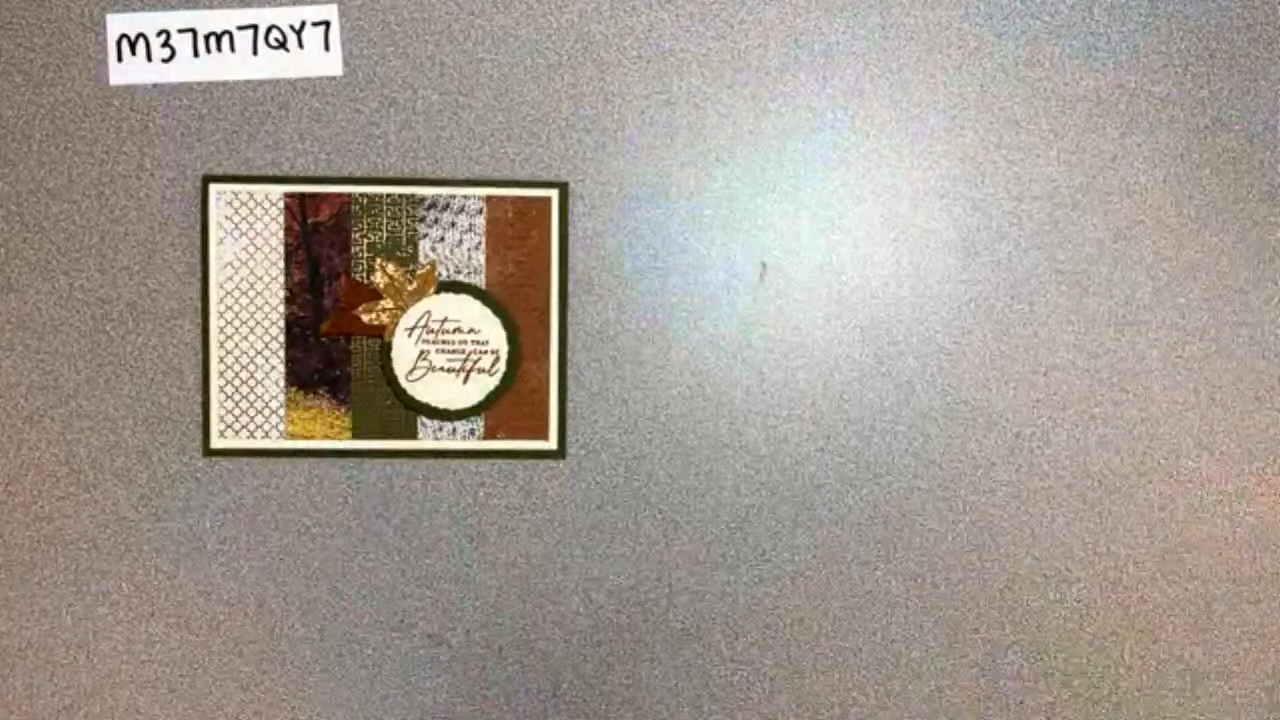 M37M7QY7
Autumn
TEACHES US THAT
CHANGE CAN BE
Beautiful